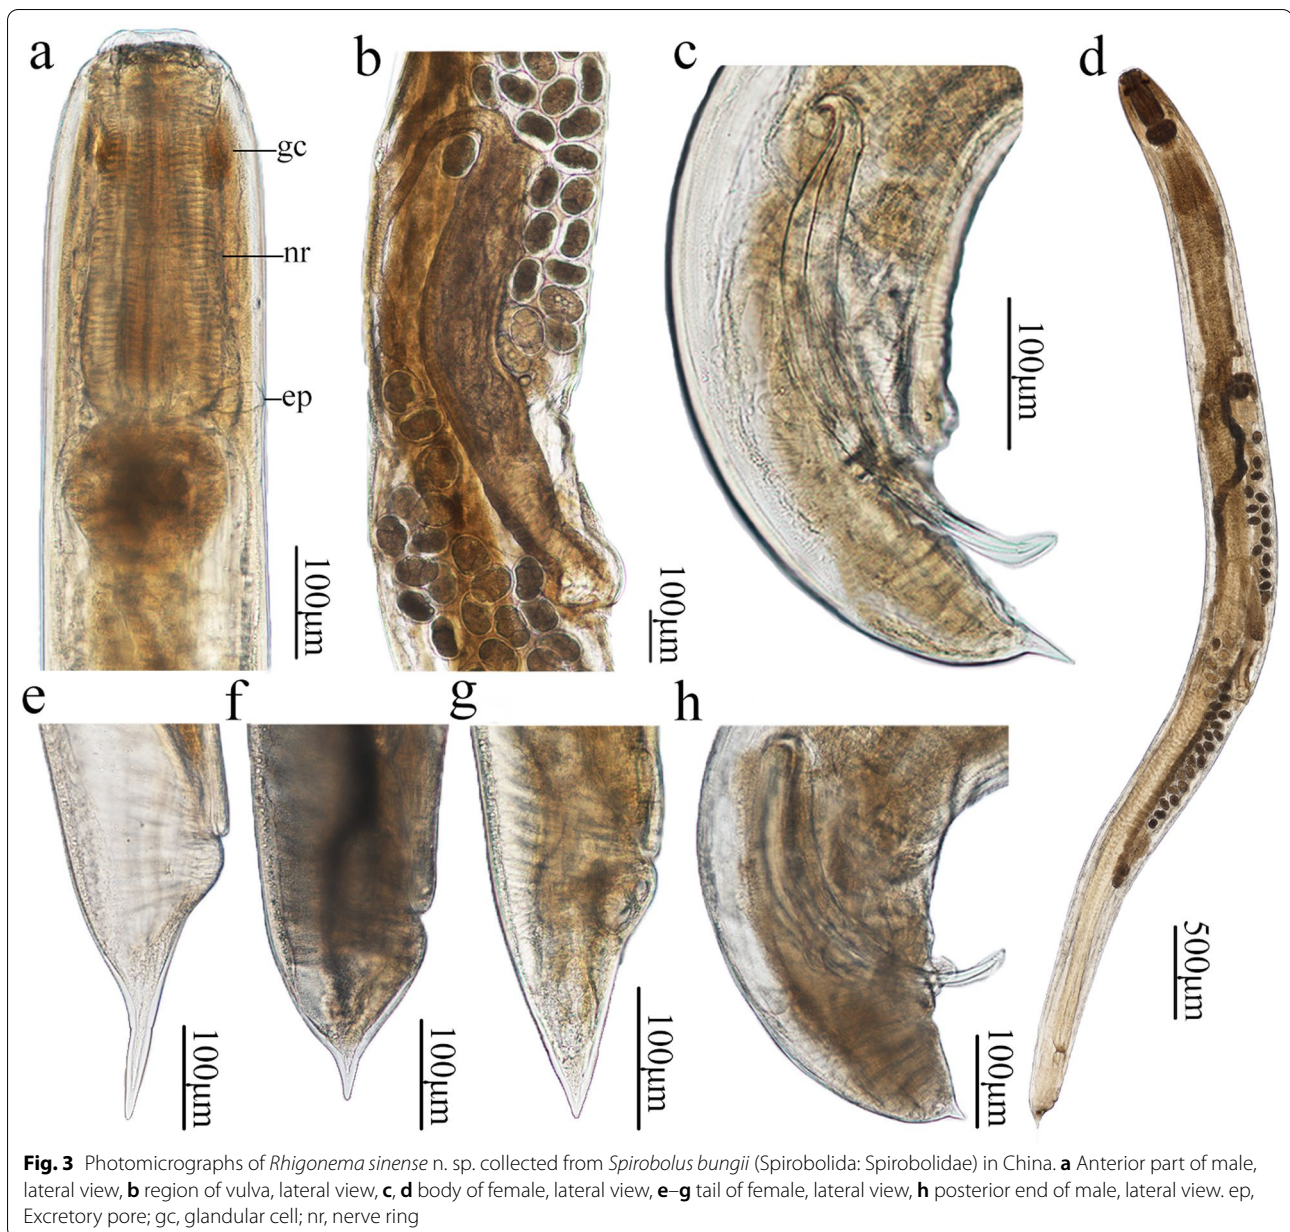 a
b
c
d
gc
nr
ep
100μm
100μm
100μm
500μm
e
f
g
h
100μm
100μm
100μm
100μm
Fig. 3 Photomicrographs of Rhigonema sinense n. sp. collected from Spirobolus bungii (Spirobolida: Spirobolidae) in China. a Anterior part of male,
lateral view, b region of vulva, lateral view, c, d body of female, lateral view, e–g tail of female, lateral view, h posterior end of male, lateral view. ep,
Excretory pore; gc, glandular cell; nr, nerve ring